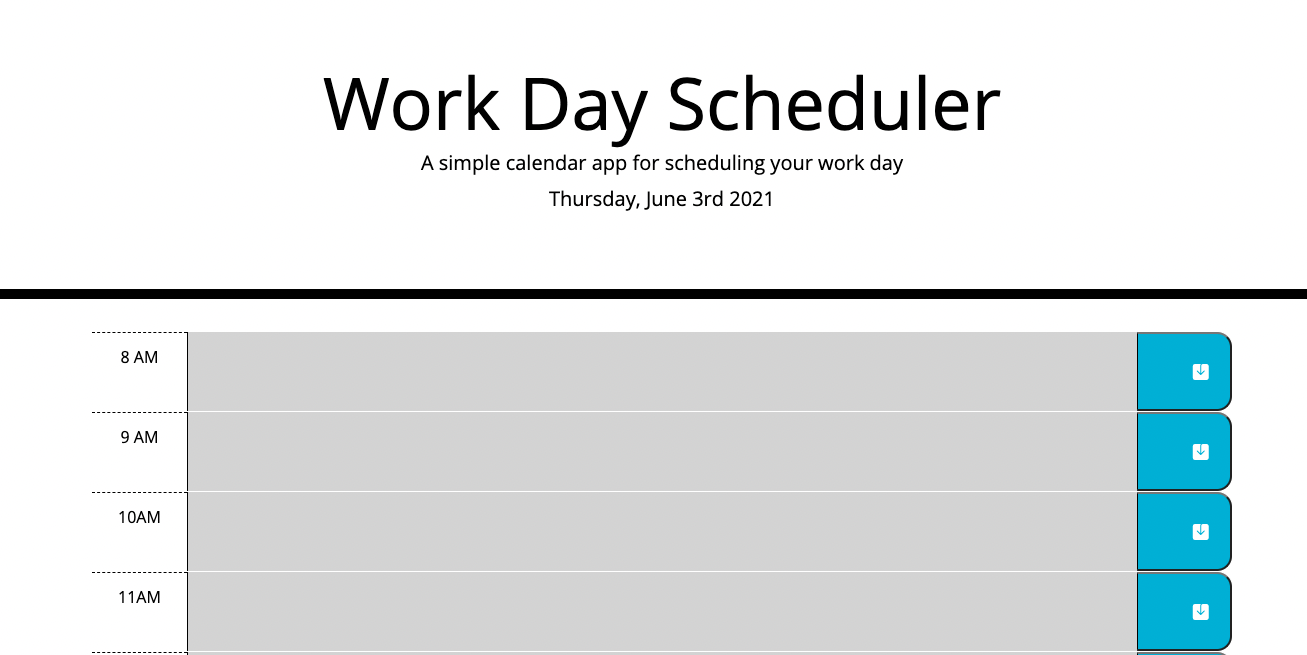 Work Day Scheduler
A simple calendar app for scheduling your work day
Thursday, June 3rd 2021
8 AM
9 AM
10AM
11AM